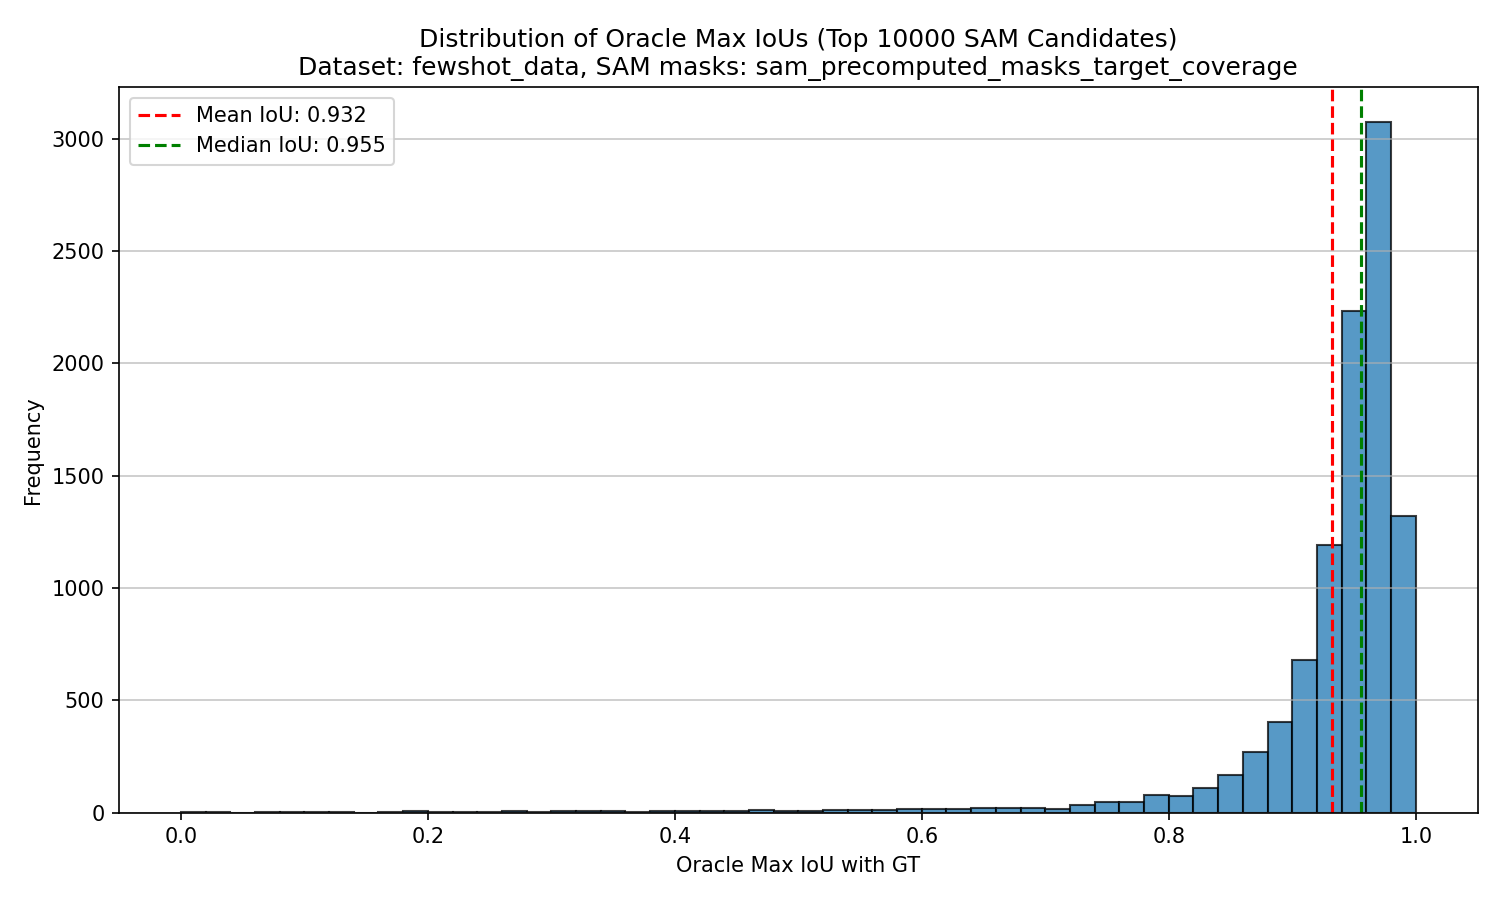 Distribution of Oracle Max IoUs (Top 10000 SAM Candidates)
Dataset: fewshot_data, SAM masks: sam_precomputed_masks_target_coverage
Mean IoU: 0.932
Median IoU: 0.955
3000
2500
2000
1500
1000
500
0
Frequency
0.0 0.2 0.4 0.6 0.8 1.0
Oracle Max IoU with GT